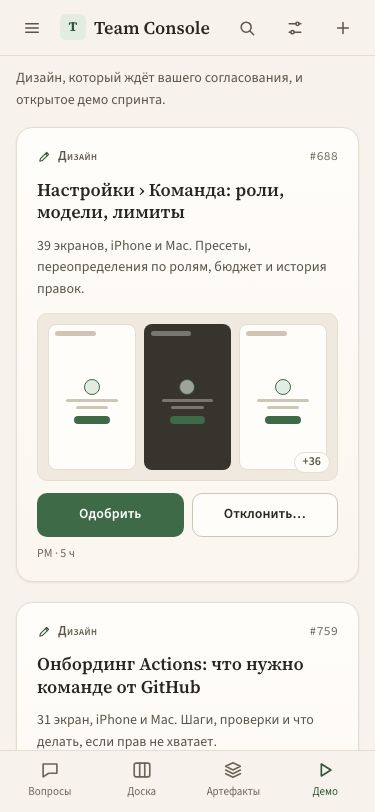 T Team Console
Дизайн, который ждёт вашего согласования, и
открытое демо спринта.
Дизайн #688
Настройки › Команда: роли,
модели, лимиты
39 экранов, iPhone и Mac. Пресеты,
переопределения по ролям, бюджет и история
правок.
+36
Одобрить Отклонить…
PM · 5 ч
Дизайн #759
Онбординг Actions: что нужно
команде от GitHub
31 экран, iPhone и Mac. Шаги, проверки и что
делать, если прав не хватает.
Вопросы Доска Артефакты Демо